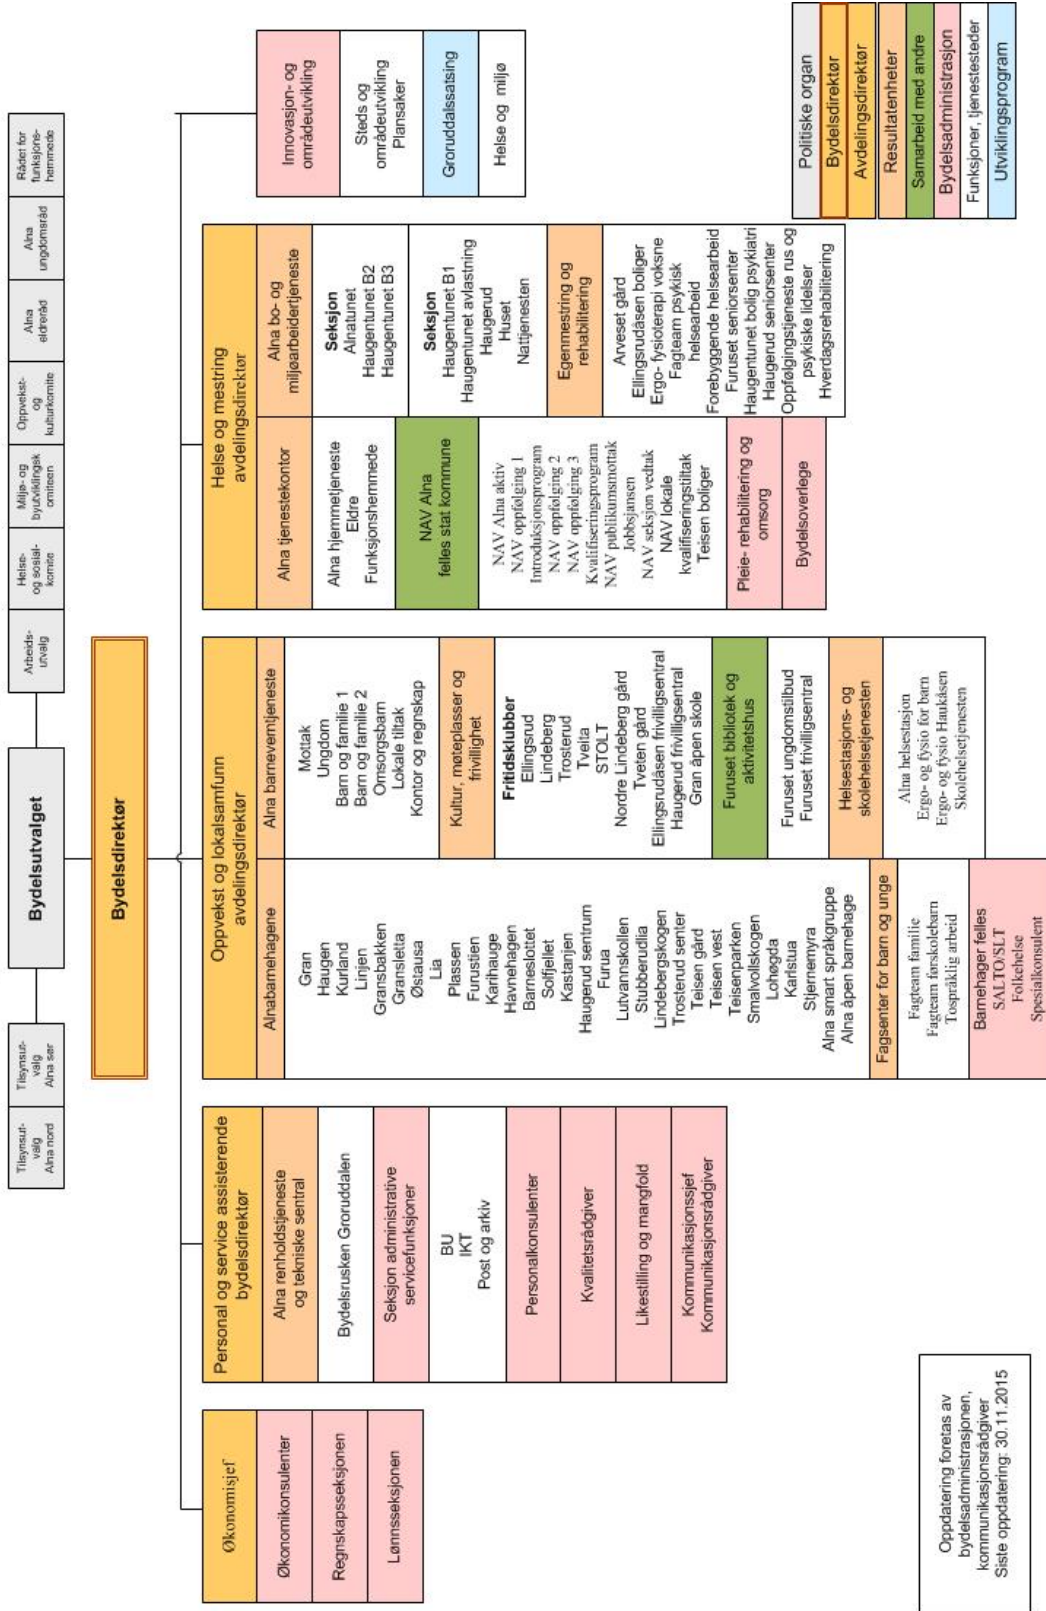 Tilsynsut-
valg
Alna nord
Tilsynsut-
valg
Alna sør
Bydelsutvalget
Arbeids-
utvalg
Helse-
og sosial-
komite
Miljø- og
byutviklingsk
omiteen
Oppvekst-
og
kulturkomite
Alna
eldreråd
Alna
ungdomsråd
Rådet for
funksjons-
hemmede
Bydelsdirektør
Økonomisjef
Økonomikonsulenter
Regnskapsseksjonen
Lønnsseksjonen
Personal og service assisterende
bydelsdirektør
Alna renholdstjeneste
og tekniske sentral
Bydelsrusken Groruddalen
Seksjon administrative
servicefunksjoner
BU
IKT
Post og arkiv
Personalkonsulenter
Kvalitetsrådgiver
Likestilling og mangfold
Kommunikasjonssjef
Kommunikasjonsrådgiver
Oppvekst og lokalsamfunn
avdelingsdirektør
Alnabarnehagene
Gran
Haugen
Kurland
Linjen
Gransbakken
Gransletta
Østausa
Lia
Plassen
Furustien
Karihauge
Havnehagen
Barneslottet
Solfjellet
Kastanjen
Haugerud sentrum
Furua
Lutvannskollen
Stubberudlia
Lindebergskogen
Trosterud senter
Teisen gård
Teisen vest
Teisenparken
Smalvollskogen
Lohøgda
Karlstua
Stjernemyra
Alna smart språkgruppe
Alna åpen barnehage
Fagsenter for barn og unge
Fagteam familie
Fagteam førskolebarn
Tospråklig arbeid
Barnehager felles
SALTO/SLT
Folkehelse
Spesialkonsulent
Alna barneverntjeneste
Mottak
Ungdom
Barn og familie 1
Barn og familie 2
Omsorgsbarn
Lokale tiltak
Kontor og regnskap
Kultur, møteplasser og
frivillighet
Fritidsklubber
Ellingsrud
Lindeberg
Trosterud
Tveita
STOLT
Nordre Lindeberg gård
Tveten gård
Ellingsrudåsen frivilligsentral
Haugerud frivilligsentral
Gran åpen skole
Furuset bibliotek og
aktivitetshus
Furuset ungdomstilbud
Furuset frivilligsentral
Helsestasjons- og
skolehelsetjenesten
Alna helsestasjon
Ergo- og fysio for barn
Ergo- og fysio Haukåsen
Skolehelsetjenesten
Helse og mestring
avdelingsdirektør
Alna tjenestekontor
Alna hjemmetjeneste
Eldre
Funksjonshemmede
NAV Alna
felles stat kommune
NAV Alna aktiv
NAV oppfølging 1
Introduksjonsprogram
NAV oppfølging 2
NAV oppfølging 3
Kvalifiseringsprogram
NAV publikumsmottak
Jobbsjansen
NAV seksjon vedtak
NAV lokale
kvalifiseringstiltak
Teisen boliger
Pleie- rehabilitering og
omsorg
Bydelsoverlege
Alna bo- og
miljøarbeidertjeneste
Seksjon
Alnatunet
Haugentunet B2
Haugentunet B3
Seksjon
Haugentunet B1
Haugentunet avlastning
Haugerud
Huset
Nattjenesten
Egenmestring og
rehabilitering
Arveset gård
Ellingsrudåsen boliger
Ergo- fysioterapi voksne
Fagteam psykisk
helsearbeid
Forebyggende helsearbeid
Furuset seniorsenter
Haugentunet bolig psykiatri
Haugerud seniorsenter
Oppfølgingstjeneste rus og
psykiske lidelser
Hverdagsrehabilitering
Innovasjon- og
områdeutvikling
Steds og
områdeutvikling
Plansaker
Groruddalssatsing
Helse og miljø
Politiske organ
Bydelsdirektør
Avdelingsdirektør
Resultatenheter
Samarbeid med andre
Bydelsadministrasjon
Funksjoner, tjenestesteder
Utviklingsprogram
Oppdatering foretas av
bydelsadministrasjonen,
kommunikasjonsrådgiver
Siste oppdatering: 30.11.2015